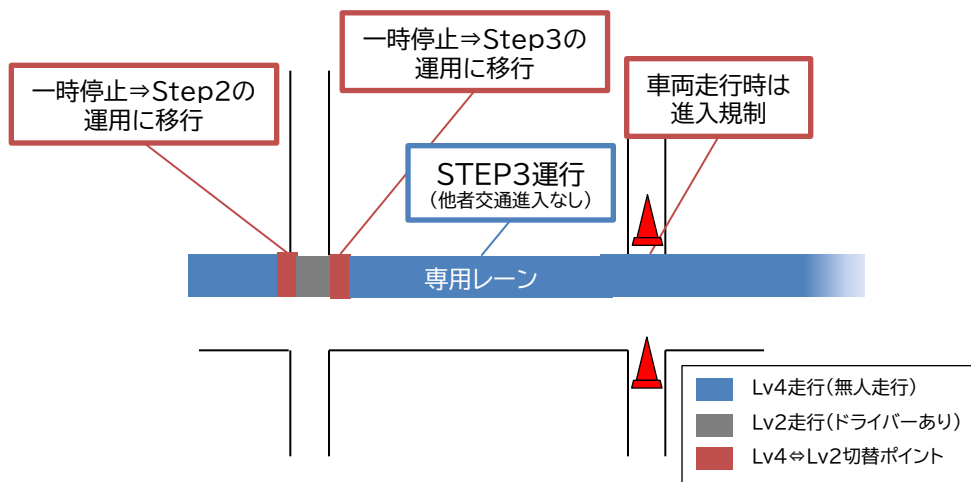 一時停止⇒Step3の
運用に移行
一時停止⇒Step2の
運用に移行
車両走行時は
進入規制
STEP3運行
（他者交通進入なし）
専用レーン
Lv4走行(無人走行)
Lv2走行(ドライバーあり)
Lv4⇔Lv2切替ポイント